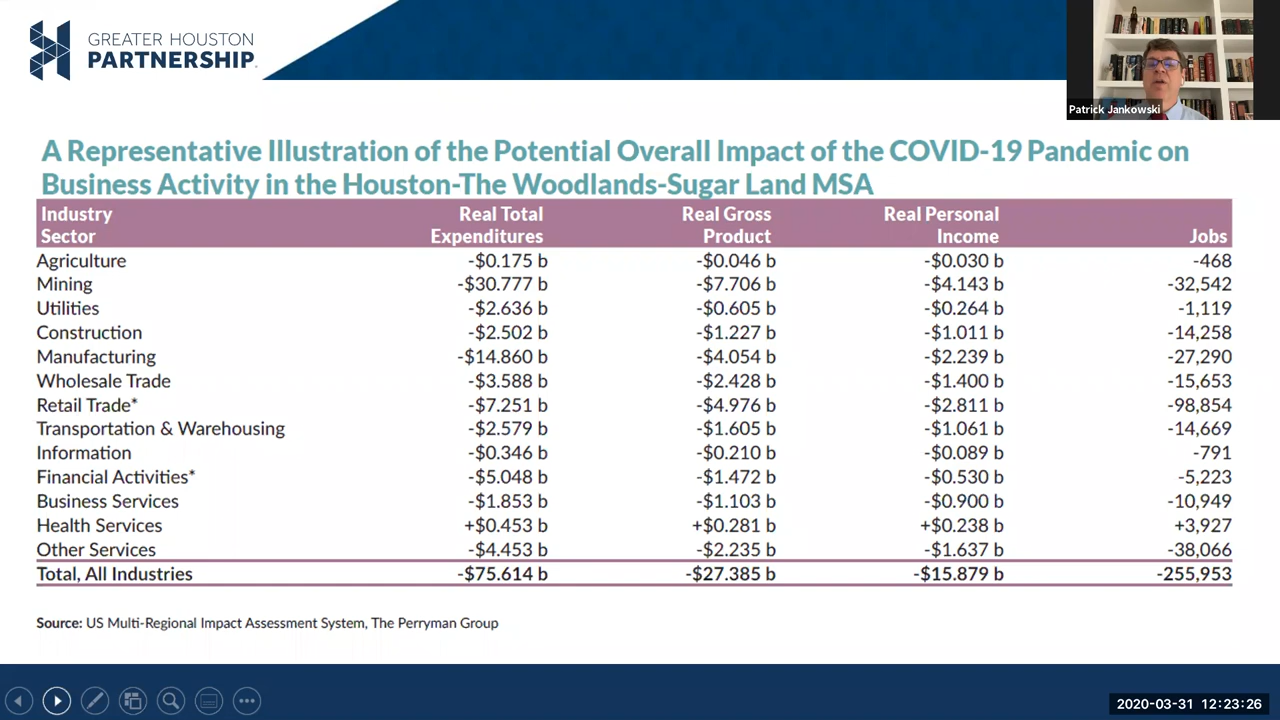 GREATER HOUSTON
PARTNERSHIP.
Patrick Jankowski
A Representative Illustration of the Potential Overall Impact of the COVID-19 Pandemic on
Business Activity in the Houston-The Woodlands-Sugar Land MSA
Industry Real Total Real Gross Real Personal
Sector Expenditures Product Income Jobs
Agriculture -$0.175 b -$0.046 b -$0.030 b -468
Mining -$30.777 b -$7.706 b -$4.143 b -32,542
Utilities -$2.636 b -$0.605 b -$0.264 b -1,119
Construction -$2.502 b -$1.227 b -$1.011 b -14,258
Manufacturing -$14.860 b -$4.054 b -$2.239 b -27,290
Wholesale Trade -$3.588 b -$2.428 b -$1.400 b -15,653
Retail Trade* -$7.251 b -$4.976 b -$2.811 b -98,854
Transportation & Warehousing -$2.579 b -$1.605 b -$1.061 b -14,669
Information -$0.346 b -$0.210 b -$0.089 b -791
Financial Activities* -$5.048 b -$1.472 b -$0.530 b -5,223
Business Services -$1.853 b -$1.103 b -$0.900 b -10,949
Health Services +$0.453 b +$0.281 b +$0.238 b +3,927
Other Services -$4.453 b -$2.235 b -$1.637 b -38,066
Total, All Industries -$75.614 b -$27.385 b -$15.879 b -255,953
Source: US Multi-Regional Impact Assessment System, The Perryman Group
2020-03-31 12:23:26